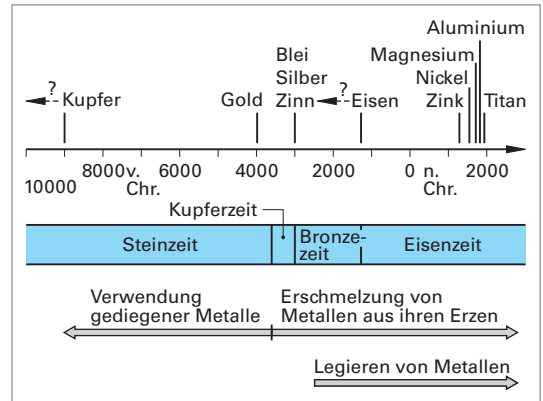 Aluminium
Blei
Magnesium
?
Silber
?
Nickel
Kupfer
Gold
Zinn
Eisen
Zink
Titan
8000 v.
6000
4000
2000
0 n.
2000
10000
Chr.
Chr.
Kupferzeit
Steinzeit
Bronze-
zeit
Eisenzeit
Verwendung
gediegener Metalle
Erschmelzung von
Metallen aus ihren Erzen
Legieren von Metallen